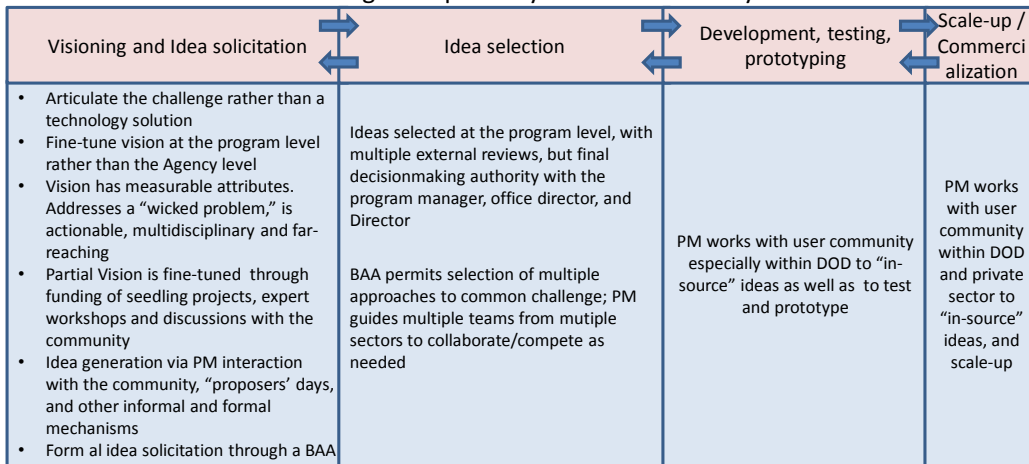 Visioning and Idea solicitation
Idea selection
Development, testing,
prototyping
Scale-up /
Commerci
alization
• Articulate the challenge rather than a
technology solution
• Fine-tune vision at the program level
rather than the Agency level
• Vision has measurable attributes.
Addresses a “wicked problem,” is
actionable, multidisciplinary and far-
reaching
• Partial Vision is fine-tuned through
funding of seedling projects, expert
workshops and discussions with the
community
• Idea generation via PM interaction
with the community, “proposers’ days,
and other informal and formal
mechanisms
• Form al idea solicitation through a BAA
Ideas selected at the program level, with
multiple external reviews, but final
decisionmaking authority with the
program manager, office director, and
Director
BAA permits selection of multiple
approaches to common challenge; PM
guides multiple teams from mutiple
sectors to collaborate/compete as
needed
PM works with user community
especially within DOD to “in-
source” ideas as well as to test
and prototype
PM works
with user
community
within DOD
and private
sector to
“in-source”
ideas, and
scale-up